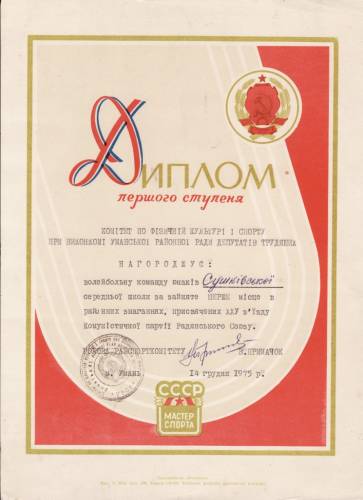 ДИПЛОМ
першого ступеня
КОМІТЕТ ПО ФІЗИЧНІЙ КУЛЬТУРІ І СПОРТУ
ПРИ ВИКОНКОМІ УМАНСЬКОЇ РАЙОННОЇ РАДИ ДЕПУТАТІВ ТРУДЯЩИХ
НАГОРОДЖУЄ:
волейбольну команду юнаків Сушківської
середньої школи за зайняте ПЕРШЕ місце в
районних змаганнях, присвячених ХХУ з'їзду
Комуністичної партії Радянського Союзу.
ГОЛОВА РАЙСПОРТКОМІТЕТУ В.ПРИМАЧОК
м. Умань 14 грудня 1975 р.
СССР
МАСТЕР
СПОРТА